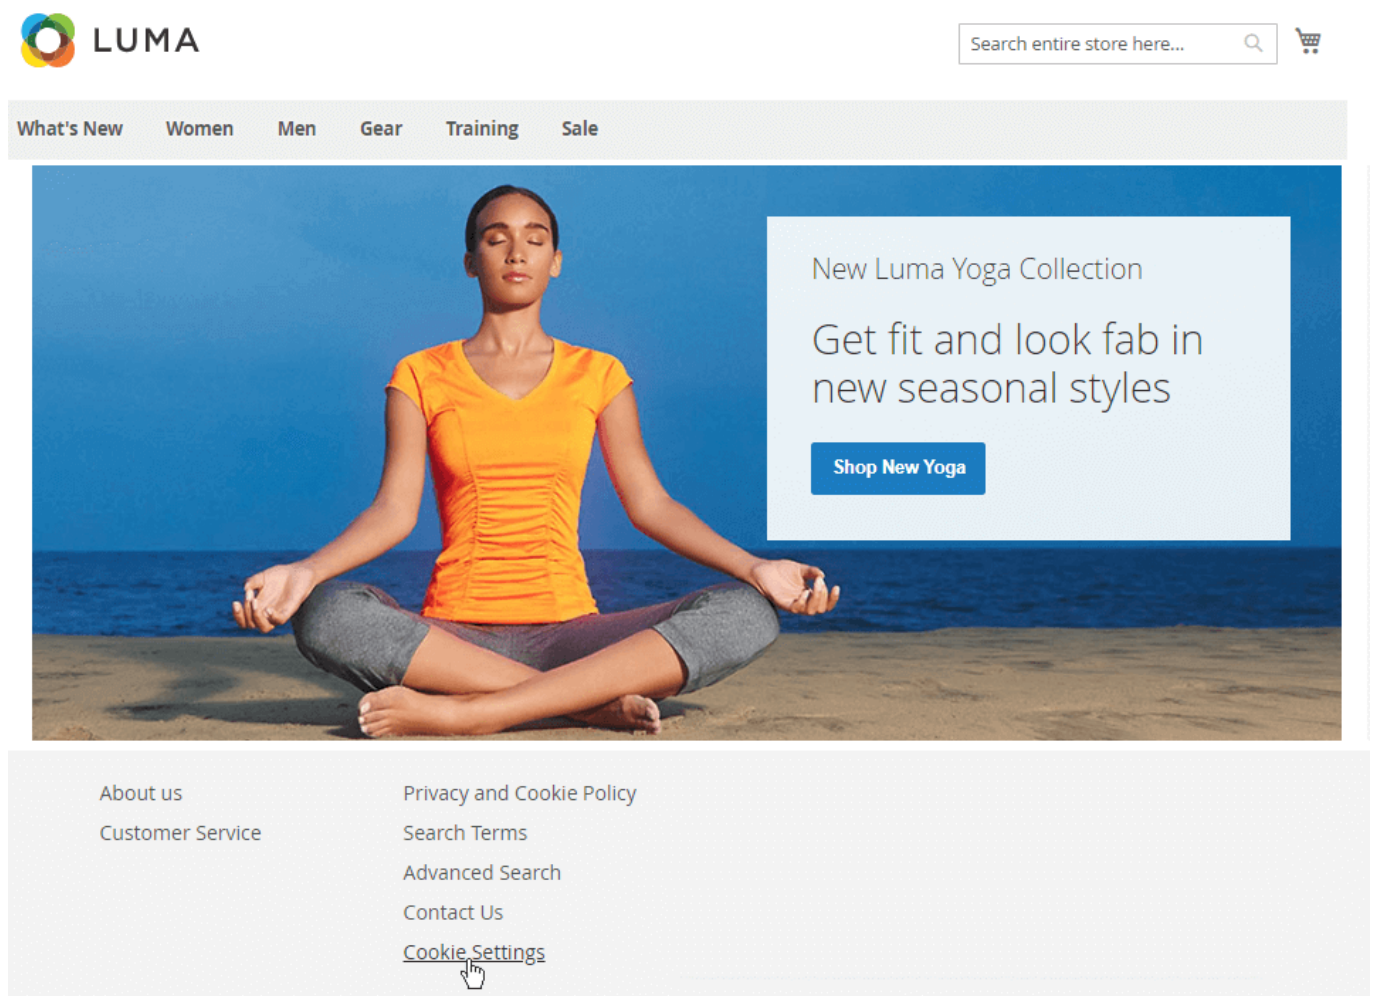 LUMA
Search entire store here...
What's New Women Men Gear Training Sale
New Luma Yoga Collection
Get fit and look fab in
new seasonal styles
Shop New Yoga
About us
Customer Service
Privacy and Cookie Policy
Search Terms
Advanced Search
Contact Us
Cookie Settings